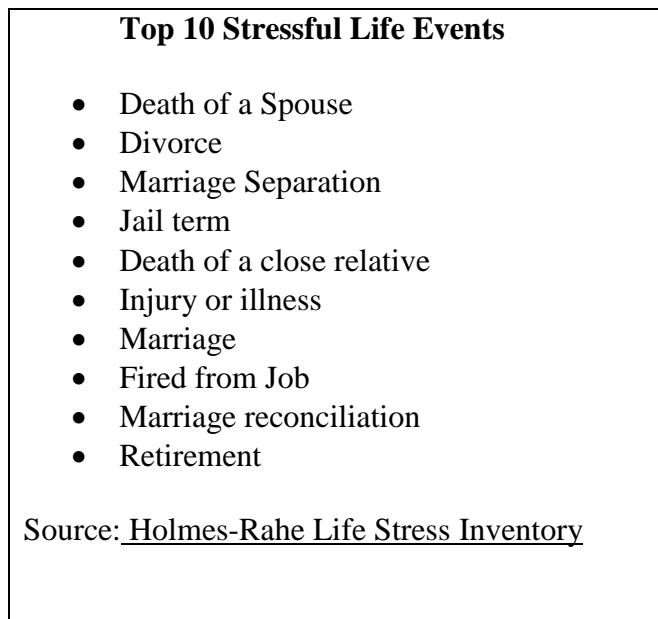 Top 10 Stressful Life Events
• Death of a Spouse
• Divorce
• Marriage Separation
• Jail term
• Death of a close relative
• Injury or illness
• Marriage
• Fired from Job
• Marriage reconciliation
• Retirement
Source: Holmes-Rahe Life Stress Inventory